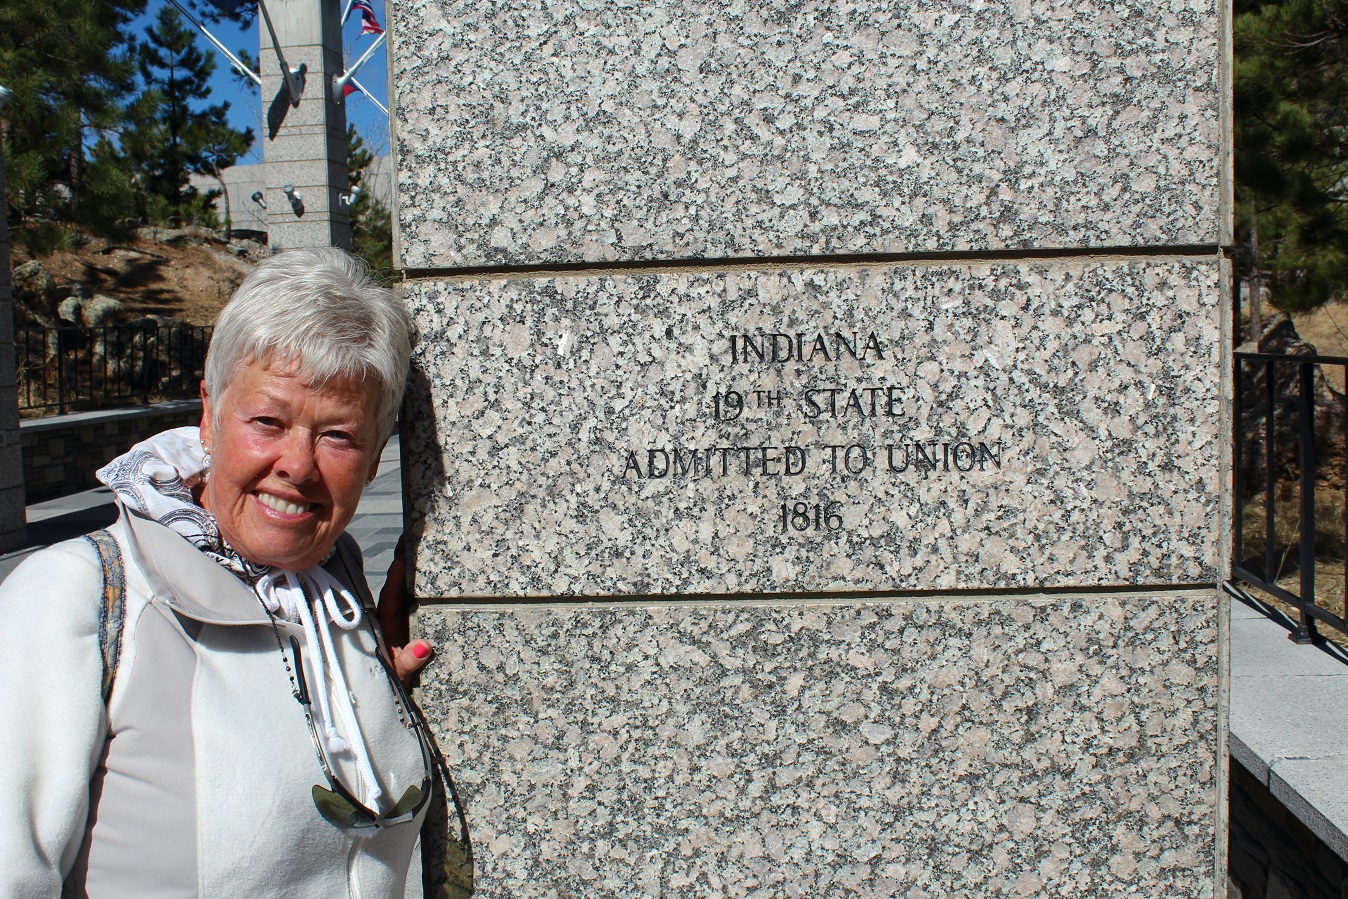 INDIANA
19TH STATE
ADMITTED TO UNION
1816